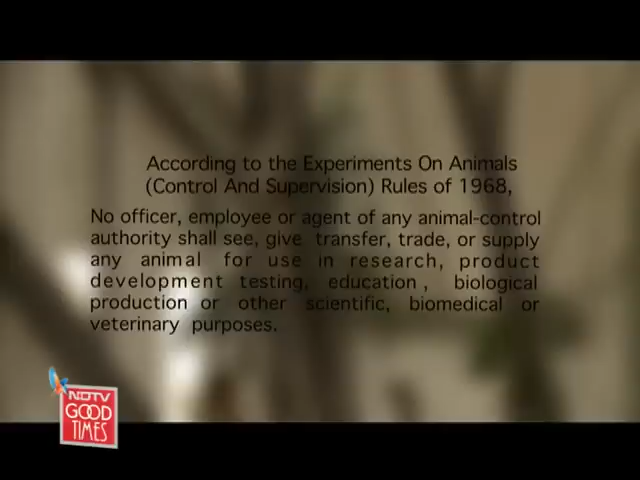 According to the Experiments On Animals
(Control And Supervision) Rules of 1968,
No officer, employee or agent of any animal-control
authority shall see, give transfer, trade, or supply
any animal for use in research, product
development testing, education , biological
production or other scientific, biomedical or
veterinary purposes.
NDTV
GOOD
TIMES